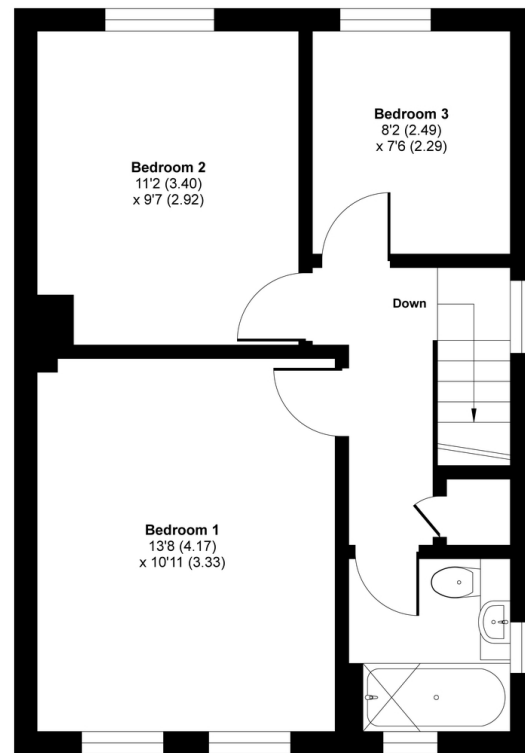 Bedroom 3
8'2 (2.49)
x 7'6 (2.29)
Bedroom 2
11'2 (3.40)
x 9'7 (2.92)
Down
Bedroom 1
13'8 (4.17)
x 10'11 (3.33)